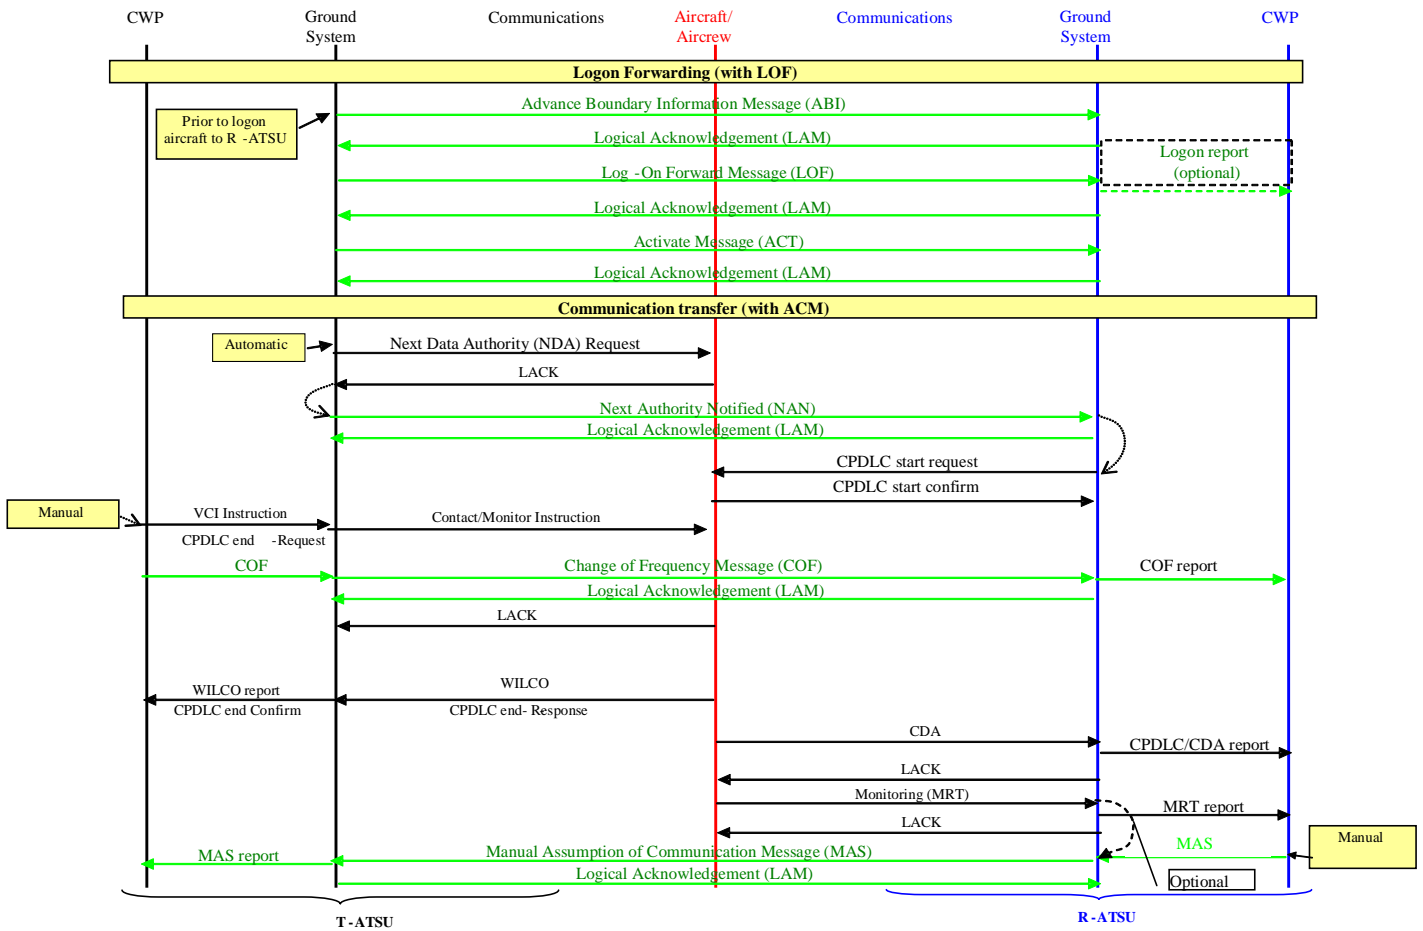 CWP
Ground
System
Communications
Aircraft/
Aircrew
Communications
Ground
System
CWP
Logon Forwarding (with LOF)
Prior to logon
aircraft to R -ATSU
Advance Boundary Information Message (ABI)
Logical Acknowledgement (LAM)
Logon report
(optional)
Log -On Forward Message (LOF)
Logical Acknowledgement (LAM)
Activate Message (ACT)
Logical Acknowledgement (LAM)
Communication transfer (with ACM)
Automatic
Next Data Authority (NDA) Request
LACK
Next Authority Notified (NAN)
Logical Acknowledgement (LAM)
CPDLC start request
CPDLC start confirm
Manual
VCI Instruction
Contact/Monitor Instruction
CPDLC end -Request
COF
Change of Frequency Message (COF)
COF report
Logical Acknowledgement (LAM)
LACK
WILCO report
WILCO
CPDLC end Confirm
CPDLC end- Response
CDA
CPDLC/CDA report
LACK
Monitoring (MRT)
MRT report
LACK
Manual
MAS report
Manual Assumption of Communication Message (MAS)
MAS
Logical Acknowledgement (LAM)
Optional
T -ATSU
R -ATSU